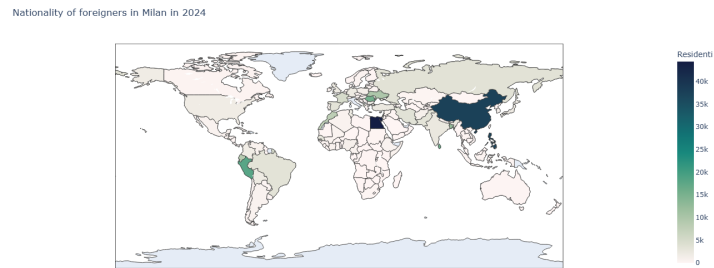 Nationality of foreigners in Milan in 2024
Residenti
40k
35k
30k
25k
20k
15k
10k
5k
0